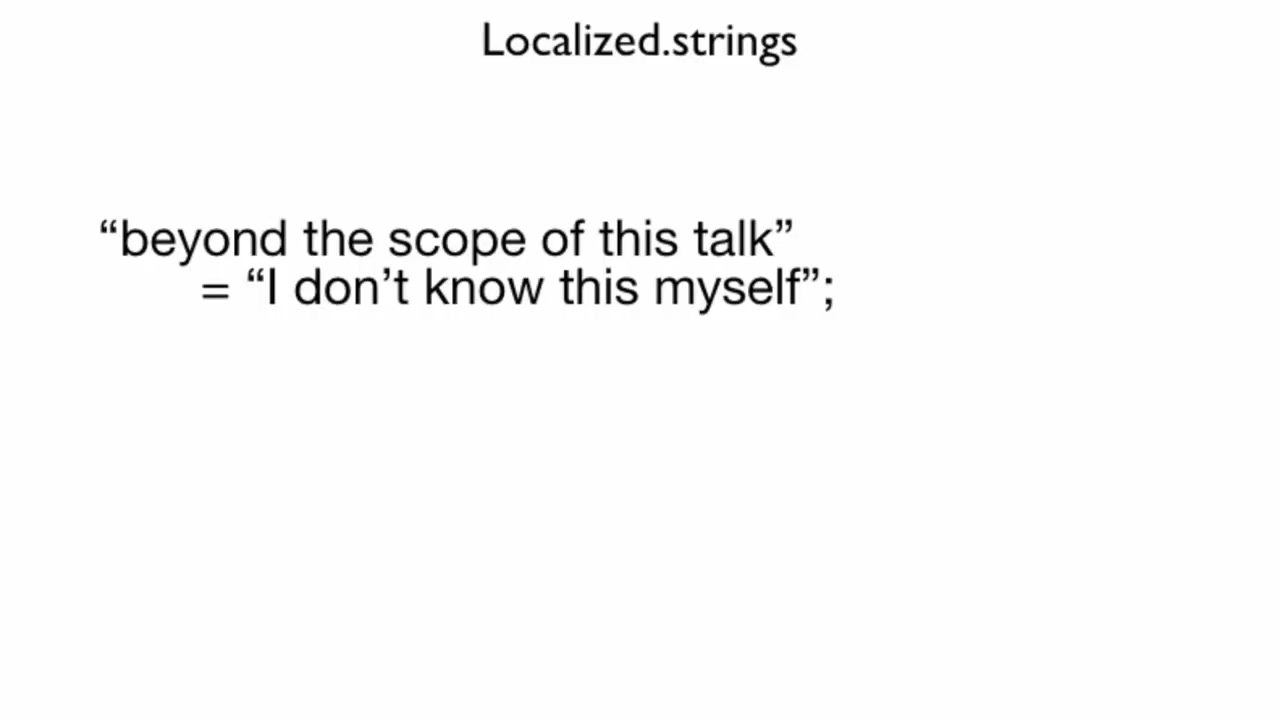 Localized.strings
“beyond the scope of this talk”
= “I don’t know this myself”;